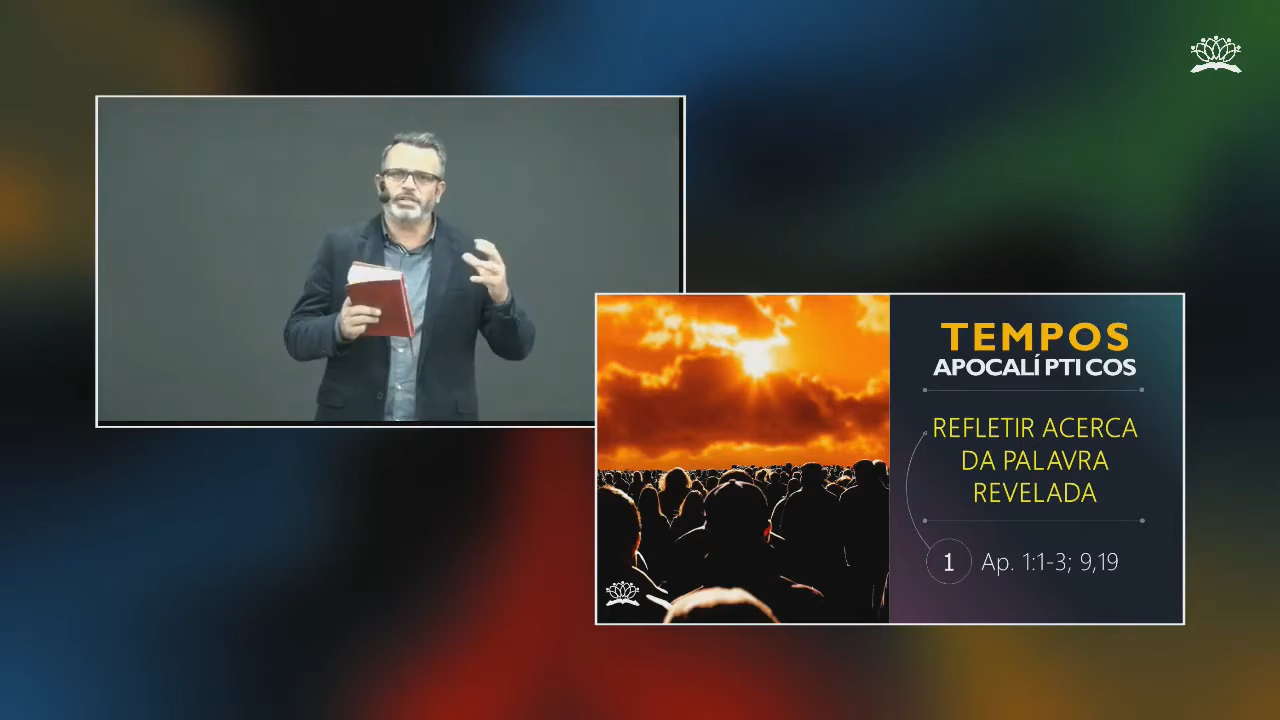 TEMPOS
APOCALÍ PTI COS
REFLETIR ACERCA
DA PALAVRA
REVELADA
1 Ap. 1:1-3; 9,19